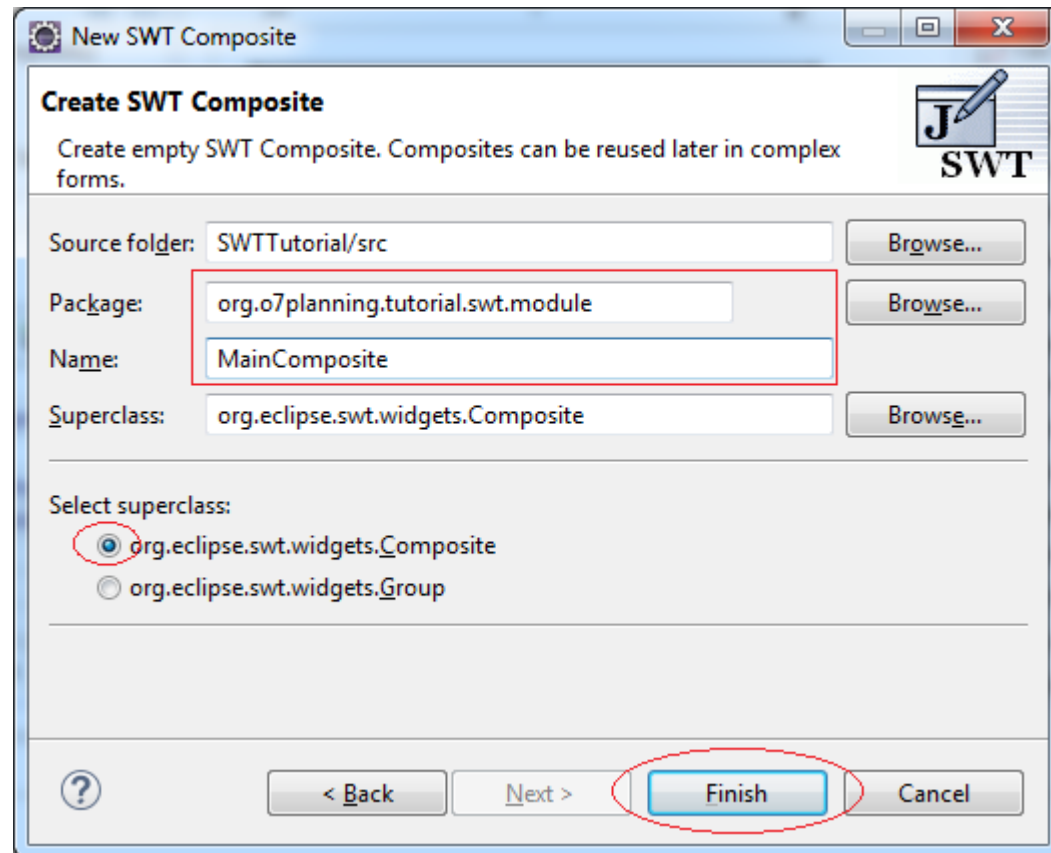 New SWT Composite
Create SWT Composite
Create empty SWT Composite. Composites can be reused later in complex
forms.
J
SWT
Source folder: SWTTutorial/src Browse...
Package: org.o7planning.tutorial.swt.module Browse...
Name: MainComposite
Superclass: org.eclipse.swt.widgets.Composite Browse...
Select superclass:
org.eclipse.swt.widgets.Composite
org.eclipse.swt.widgets.Group
? < Back Next > Finish Cancel